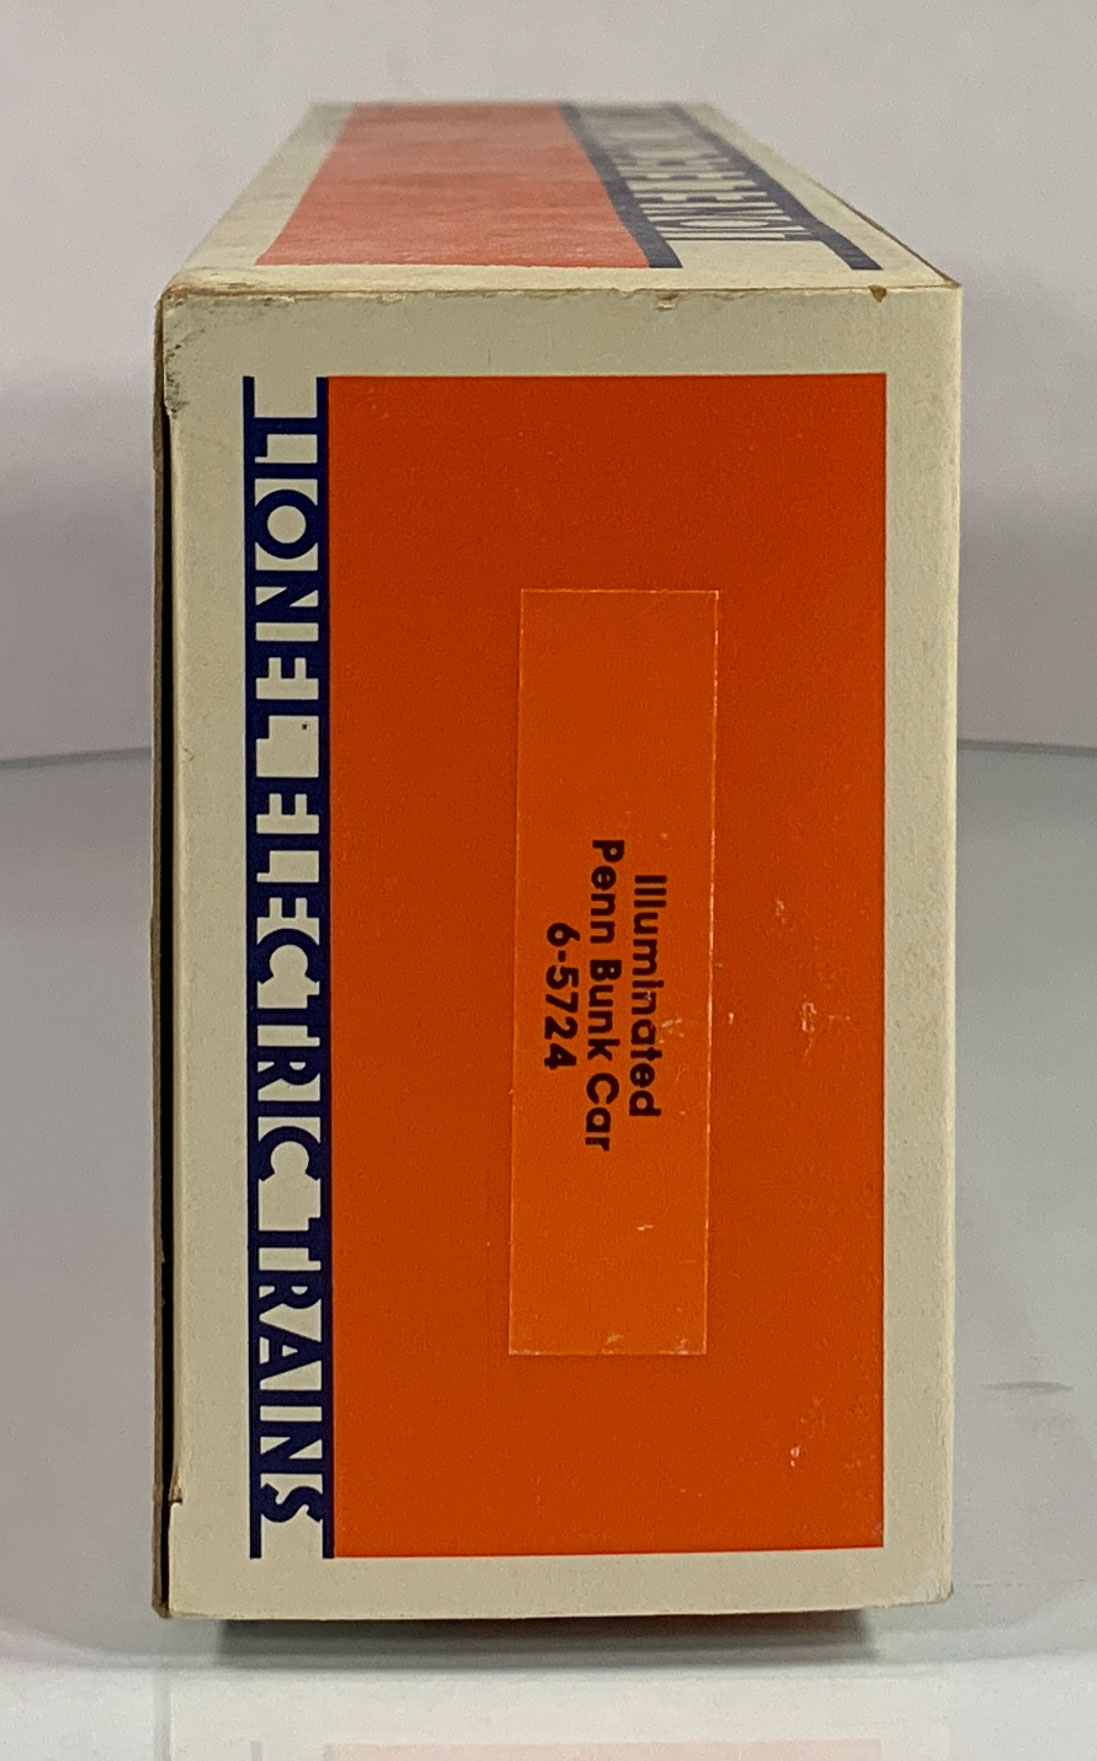 LIONEL ELECTRIC TRAINS
Illuminated
Penn Bunk Car
6-5724